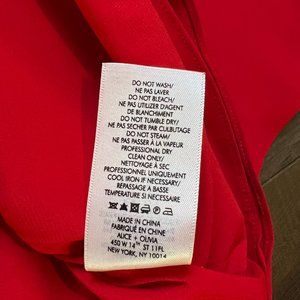 DO NOT WASH/
NE PAS LAVER
DO NOT BLEACH/
NE PAS UTILIZER D'AGENT
DE BLANCHIMENT
DO NOT TUMBLE DRY/
NE PAS SECHER PAR CULBUTAGE
DO NOT STEAM/
NE PAS PASSER À LA VAPEUR
PROFESSIONAL DRY
CLEAN ONLY/
NETTOYAGE À SEC
PROFESSIONNEL UNIQUEMENT
COOL IRON IF NECESSARY/
REPASSAGE À BASSE
TEMPERATURE SI NECESSAIRE
MADE IN CHINA
FABRIQUÉ EN CHINE
ALICE + OLIVIA
450 W 14TH ST 11FL
NEW YORK, NY 10014